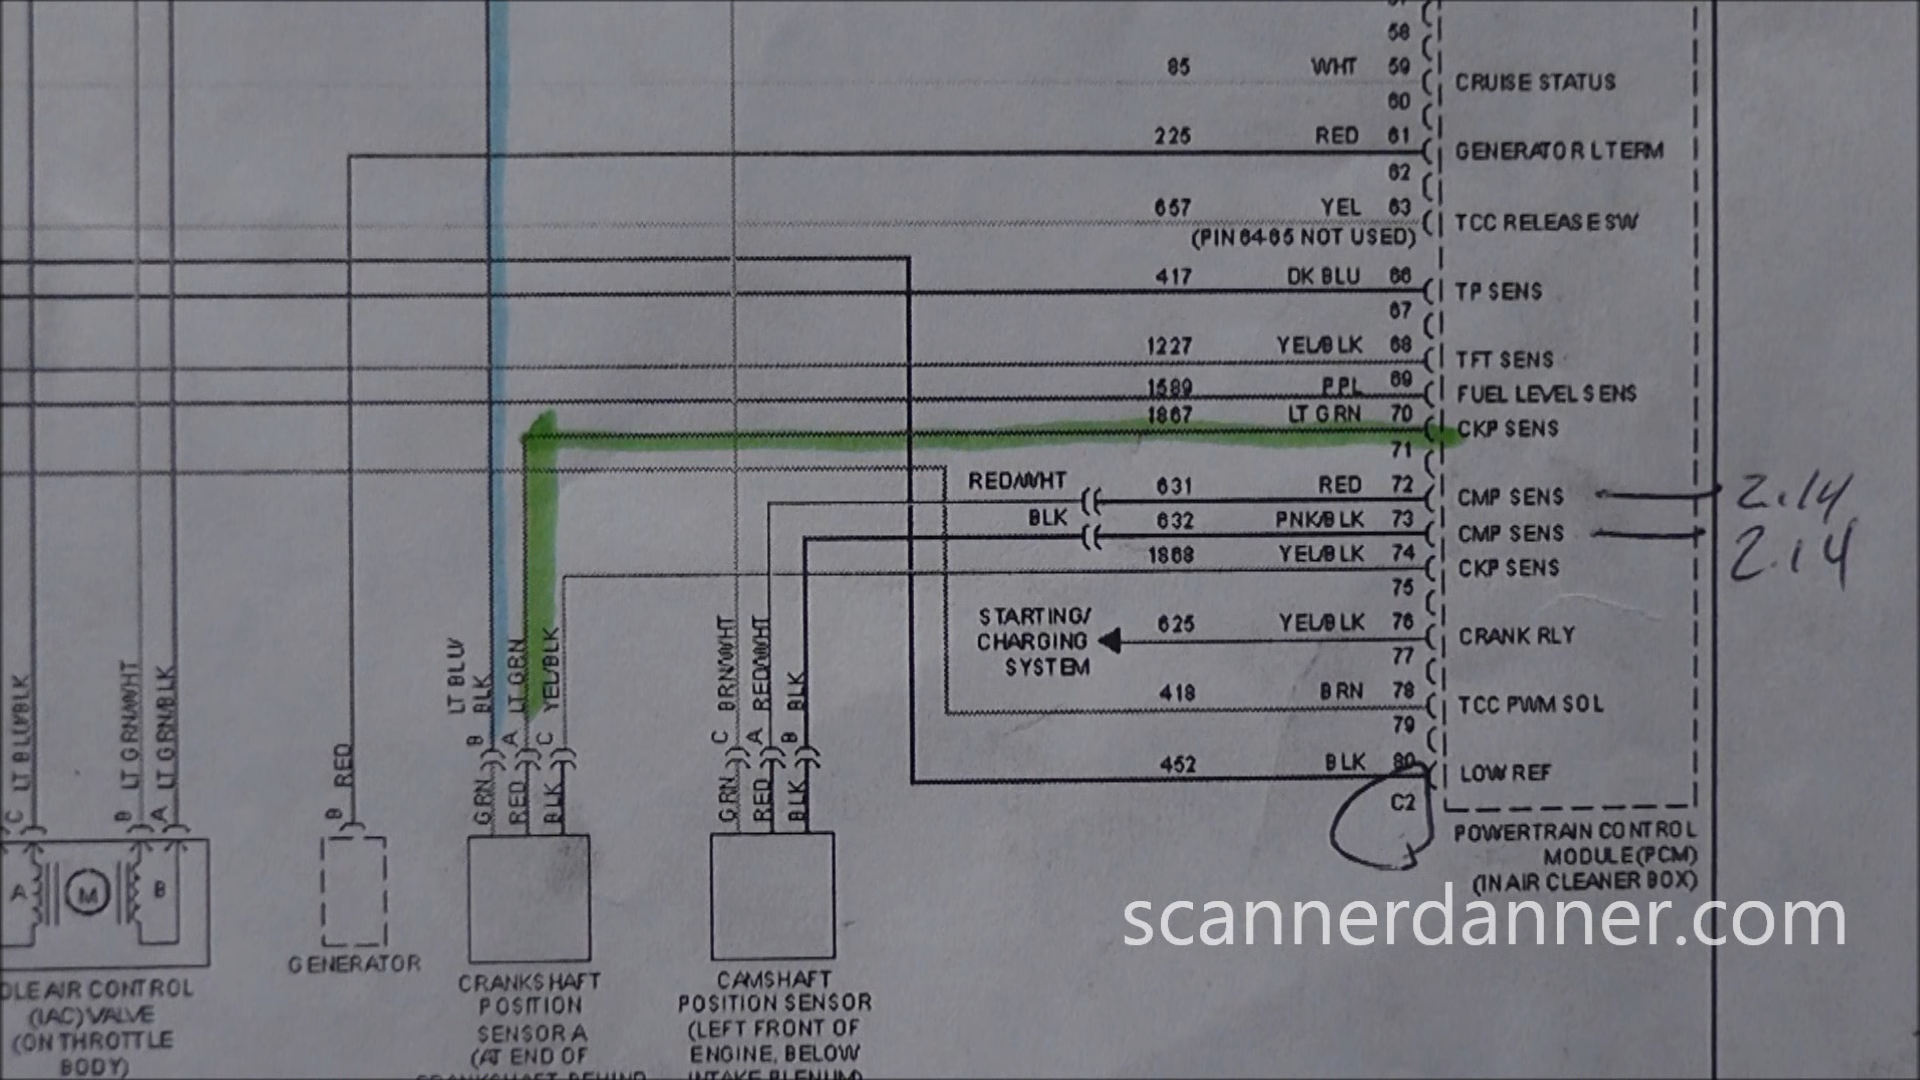 58
85 WHT 59 CRUISE STATUS
60
225 RED 61 GENERATOR L TERM
62
657 YEL 63 TCC RELEASE SW
(PIN 64-65 NOT USED)
417 DK BLU 66 TP SENS
67
1227 YEL/BLK 68 TFT SENS
1589 PPL 69 FUEL LEVEL SENS
1867 LT GRN 70 CKP SENS
71
RED/WHT 631 RED 72 CMP SENS 2.14
BLK 632 PNK/BLK 73 CMP SENS 2.14
1868 YEL/BLK 74 CKP SENS
75
STARTING/
CHARGING
SYSTEM
625 YEL/BLK 76 CRANK RLY
77
418 BRN 78 TCC PWM SOL
79
452 BLK 80 LOW REF
C2
POWERTRAIN CONTROL
MODULE (PCM)
(IN AIR CLEANER BOX)
scannerdanner.com
C LT BLU/BLK
B LT GRN/WHT
A LT GRN/BLK
A M B
DLE AIR CONTROL
(IAC) VALVE
(ON THROTTLE
BODY)
B RED
GENERATOR
LT BLU/
BLK
B
GRN
LT GRN
A
RED
YEL/BLK
C
BLK
CRANKSHAFT
POSITION
SENSOR A
(AT END OF
CRANKSHAFT, BEHIND
BRN/WHT
C
GRN
RED/WHT
A
RED
BLK
B
BLK
CAMSHAFT
POSITION SENSOR
(LEFT FRONT OF
ENGINE, BELOW
INTAKE PLENUM)